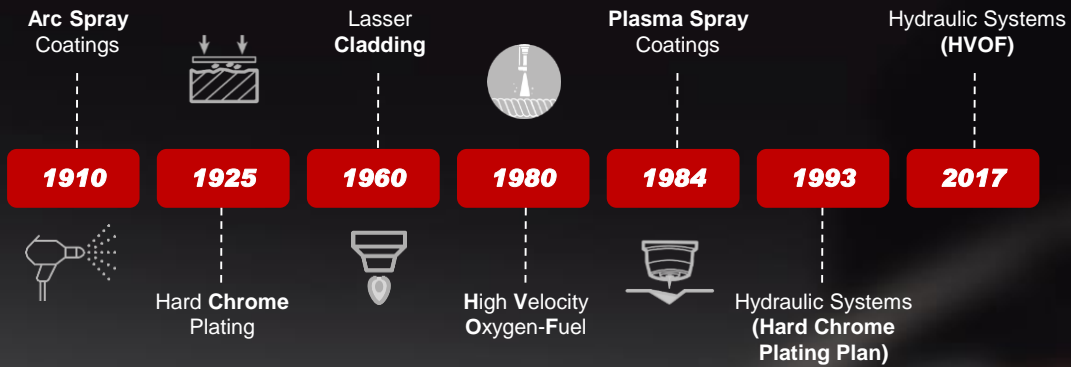 Arc Spray
Coatings
Lasser
Cladding
Plasma Spray
Coatings
Hydraulic Systems
(HVOF)
1910
1925
1960
1980
1984
1993
2017
Hard Chrome
Plating
High Velocity
Oxygen-Fuel
Hydraulic Systems
(Hard Chrome
Plating Plan)